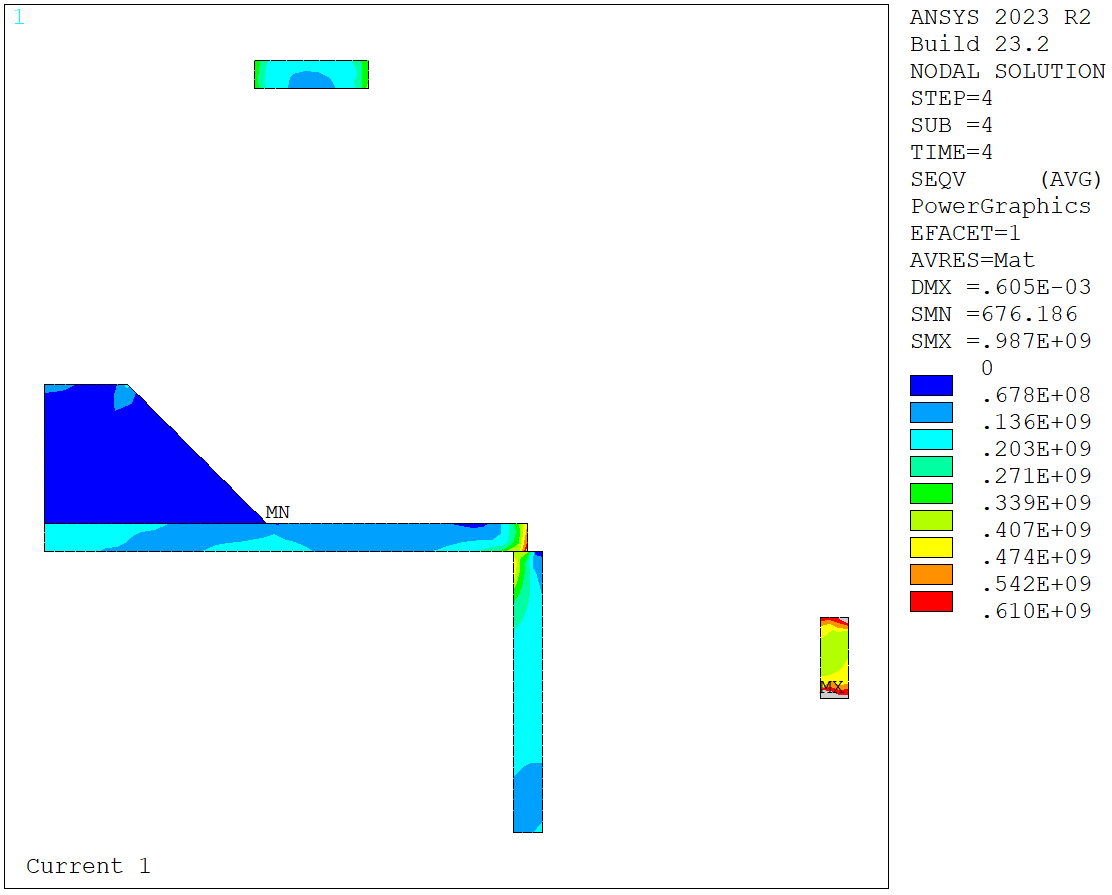 1
ANSYS 2023 R2
Build 23.2
NODAL SOLUTION
STEP=4
SUB =4
TIME=4
SEQV     (AVG)
PowerGraphics
EFACET=1
AVRES=Mat
DMX =.605E-03
SMN =676.186
SMX =.987E+09
0
.678E+08
.136E+09
.203E+09
.271E+09
.339E+09
.407E+09
.474E+09
.542E+09
.610E+09
MN
MX
Current 1